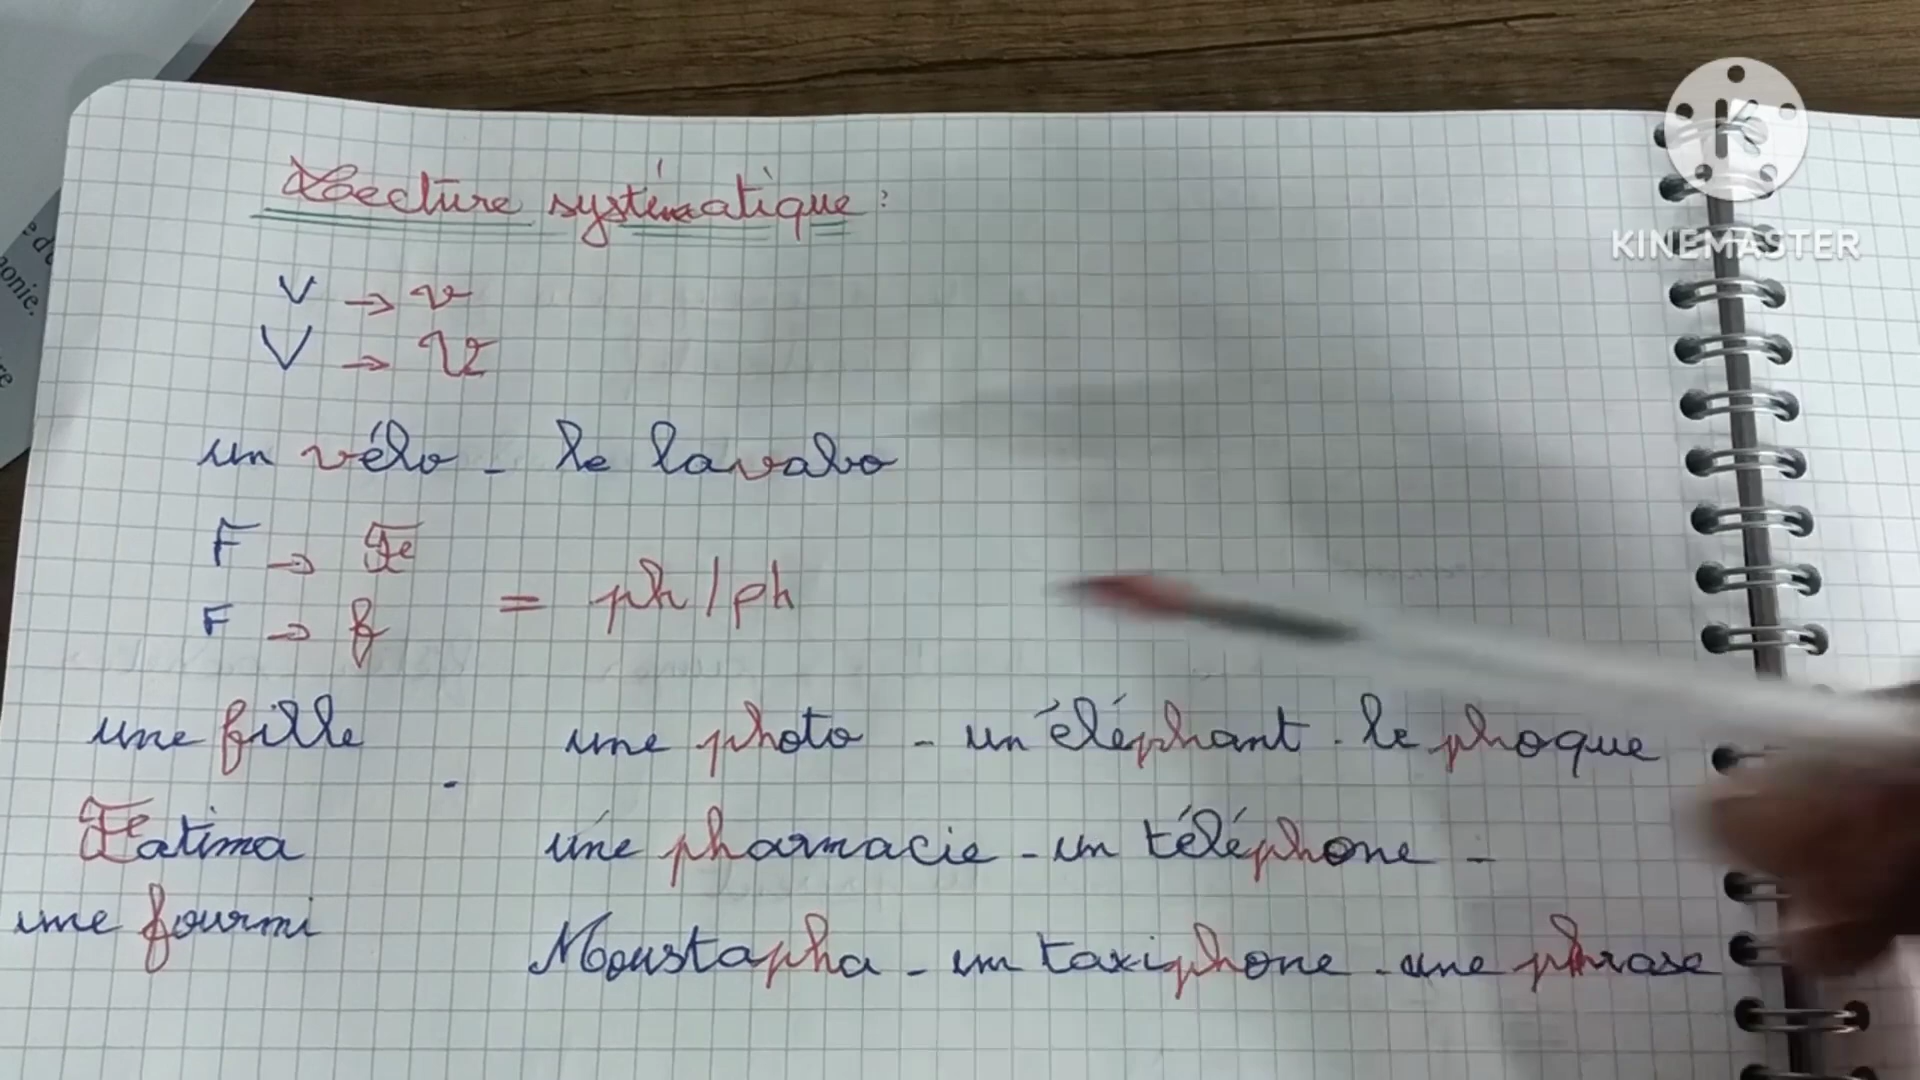 Lecture systématique :
V → v
V → V
un vélo - le lavabo
F → F
F → f
= ph / ph
une fille
une photo - un éléphant - le phoque
Fatima
une pharmacie - un téléphone -
une fourmi
Moustapha - un taxiphone - une phrase
KINEMASTER
onie.